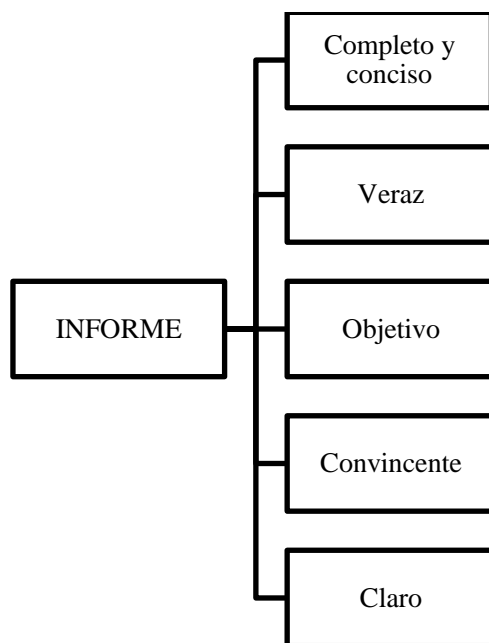 Completo y
conciso
Veraz
INFORME
Objetivo
Convincente
Claro